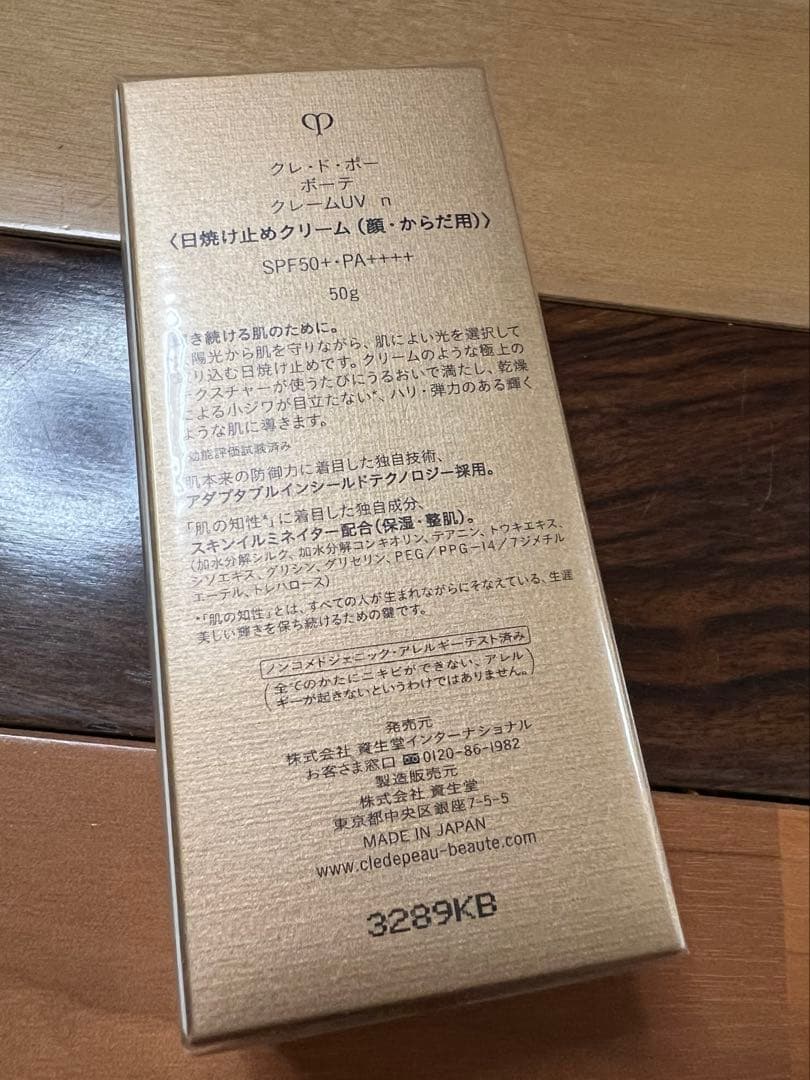 クレ・ド・ポー
ボーテ
クレームUV n
〈日焼け止めクリーム(顔・からだ用)〉
SPF50+・PA++++
50g
き続ける肌のために。
陽光から肌を守りながら、肌によい光を選択して
り込む日焼け止めです。クリームのような極上の
クスチャーが使うたびにうるおいで満たし、乾燥
による小ジワが目立たない*、ハリ・弾力のある輝く
ような肌に導きます。
効能評価試験済み
肌本来の防御力に着目した独自技術、
アダプタブルインシールドテクノロジー採用。
「肌の知性*」に着目した独自成分、
スキンイルミネイター配合(保湿・整肌)。
(加水分解シルク、加水分解コンキオリン、テアニン、トウキエキス、
シソエキス、グリシン、グリセリン、PEG/PPG-14/7ジメチル
エーテル、トレハロース)
*「肌の知性」とは、すべての人が生まれながらにそなえている、生涯
美しい輝きを保ち続けるための鍵です。
ノンコメドジェニック・アレルギーテスト済み
(全てのかたにニキビができない、アレル
ギーが起きないというわけではありません。)
発売元
株式会社 資生堂インターナショナル
お客さま窓口 0120-86-1982
製造販売元
株式会社 資生堂
東京都中央区銀座7-5-5
MADE IN JAPAN
www.cledepeau-beaute.com
3289KB